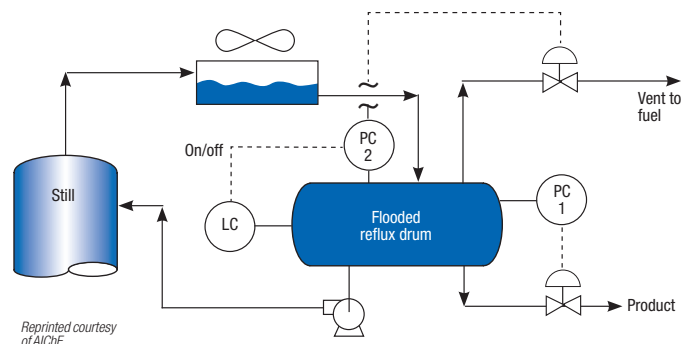 Vent to
fuel
PC
2
On/off
PC
1
Still
LC
Flooded
reflux drum
Product
Reprinted courtesy
of AIChE